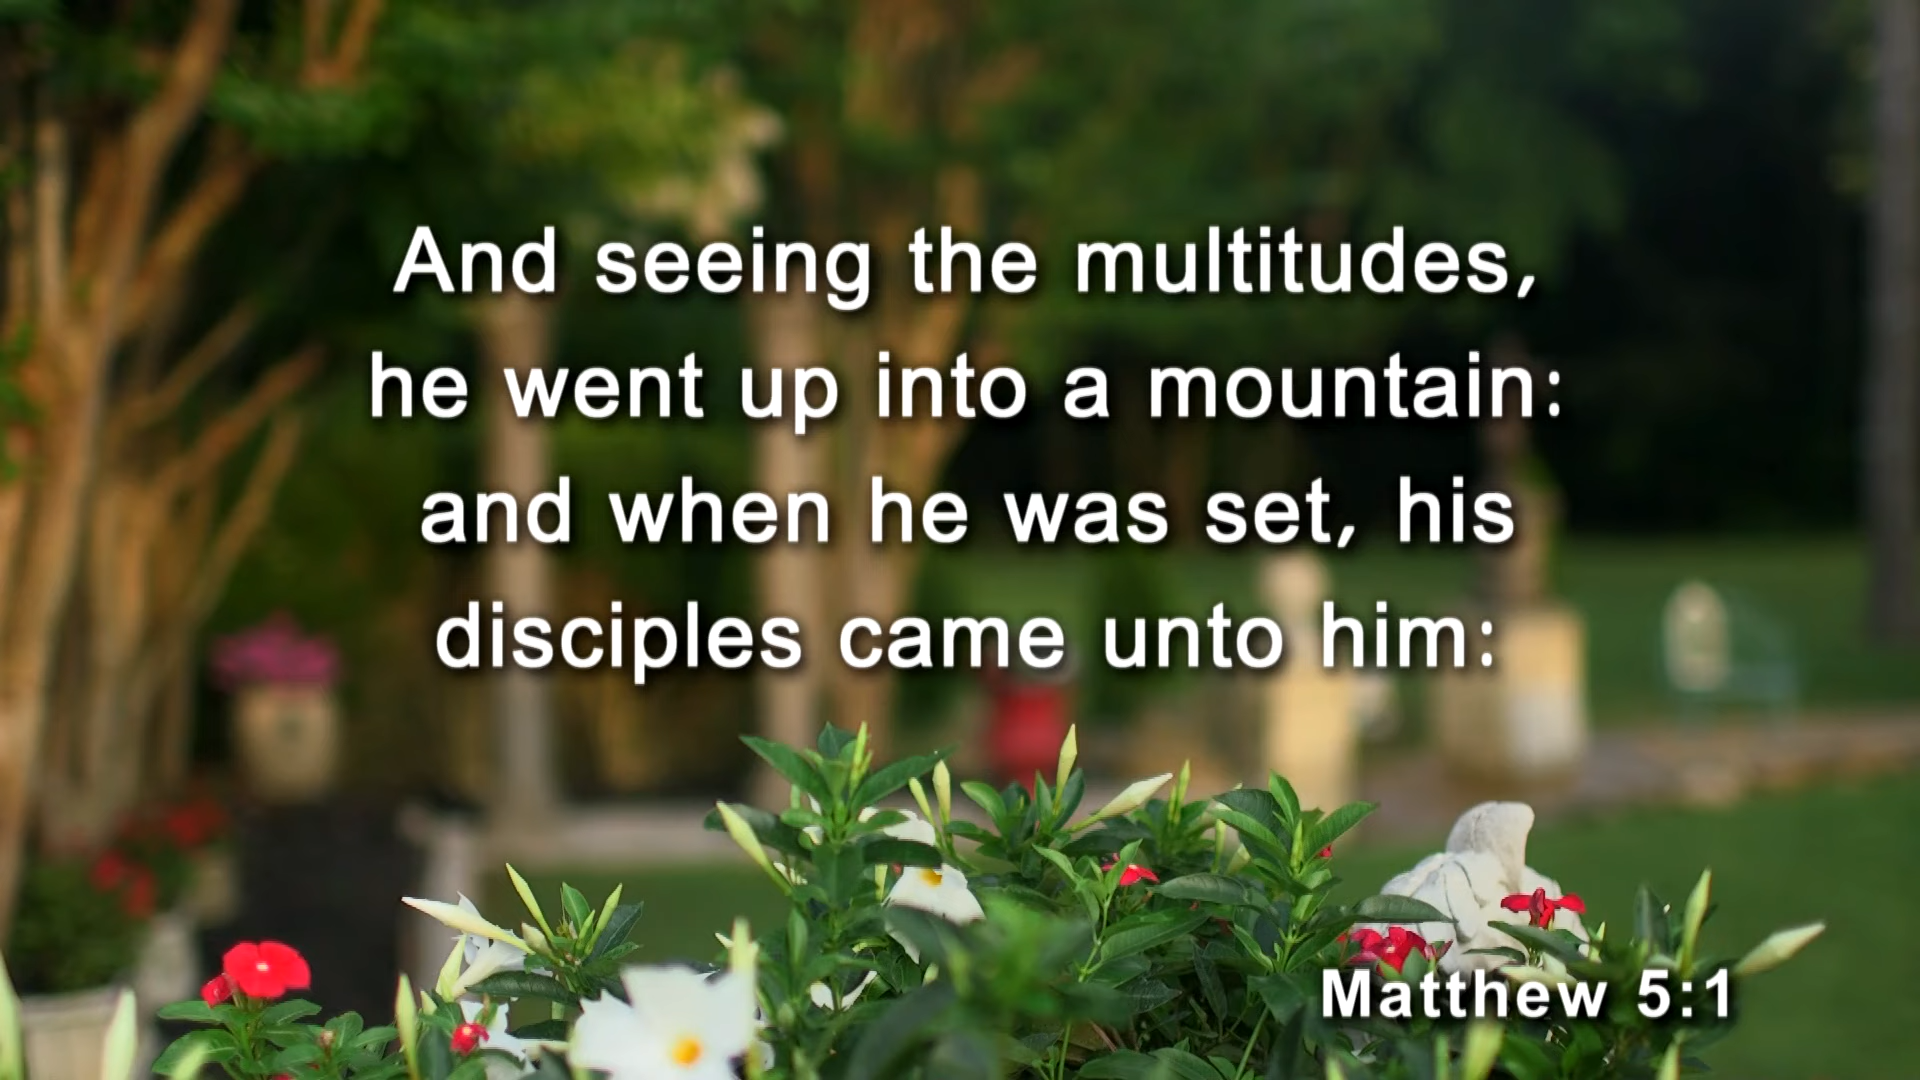 And seeing the multitudes,
he went up into a mountain:
and when he was set, his
disciples came unto him:
Matthew 5:1